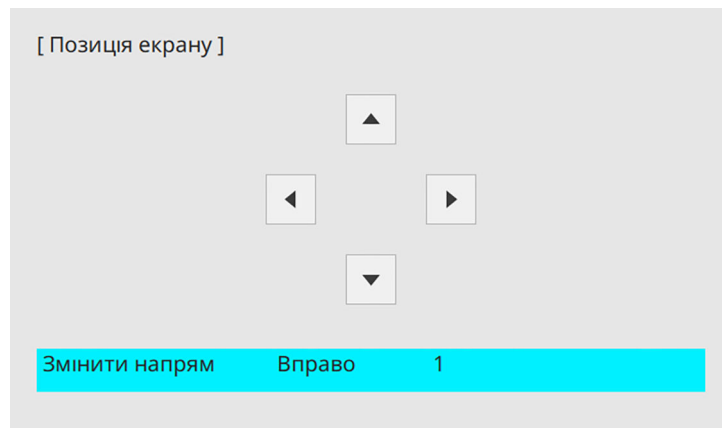 [ Позиція екрану ]
Змінити напрям Вправо 1